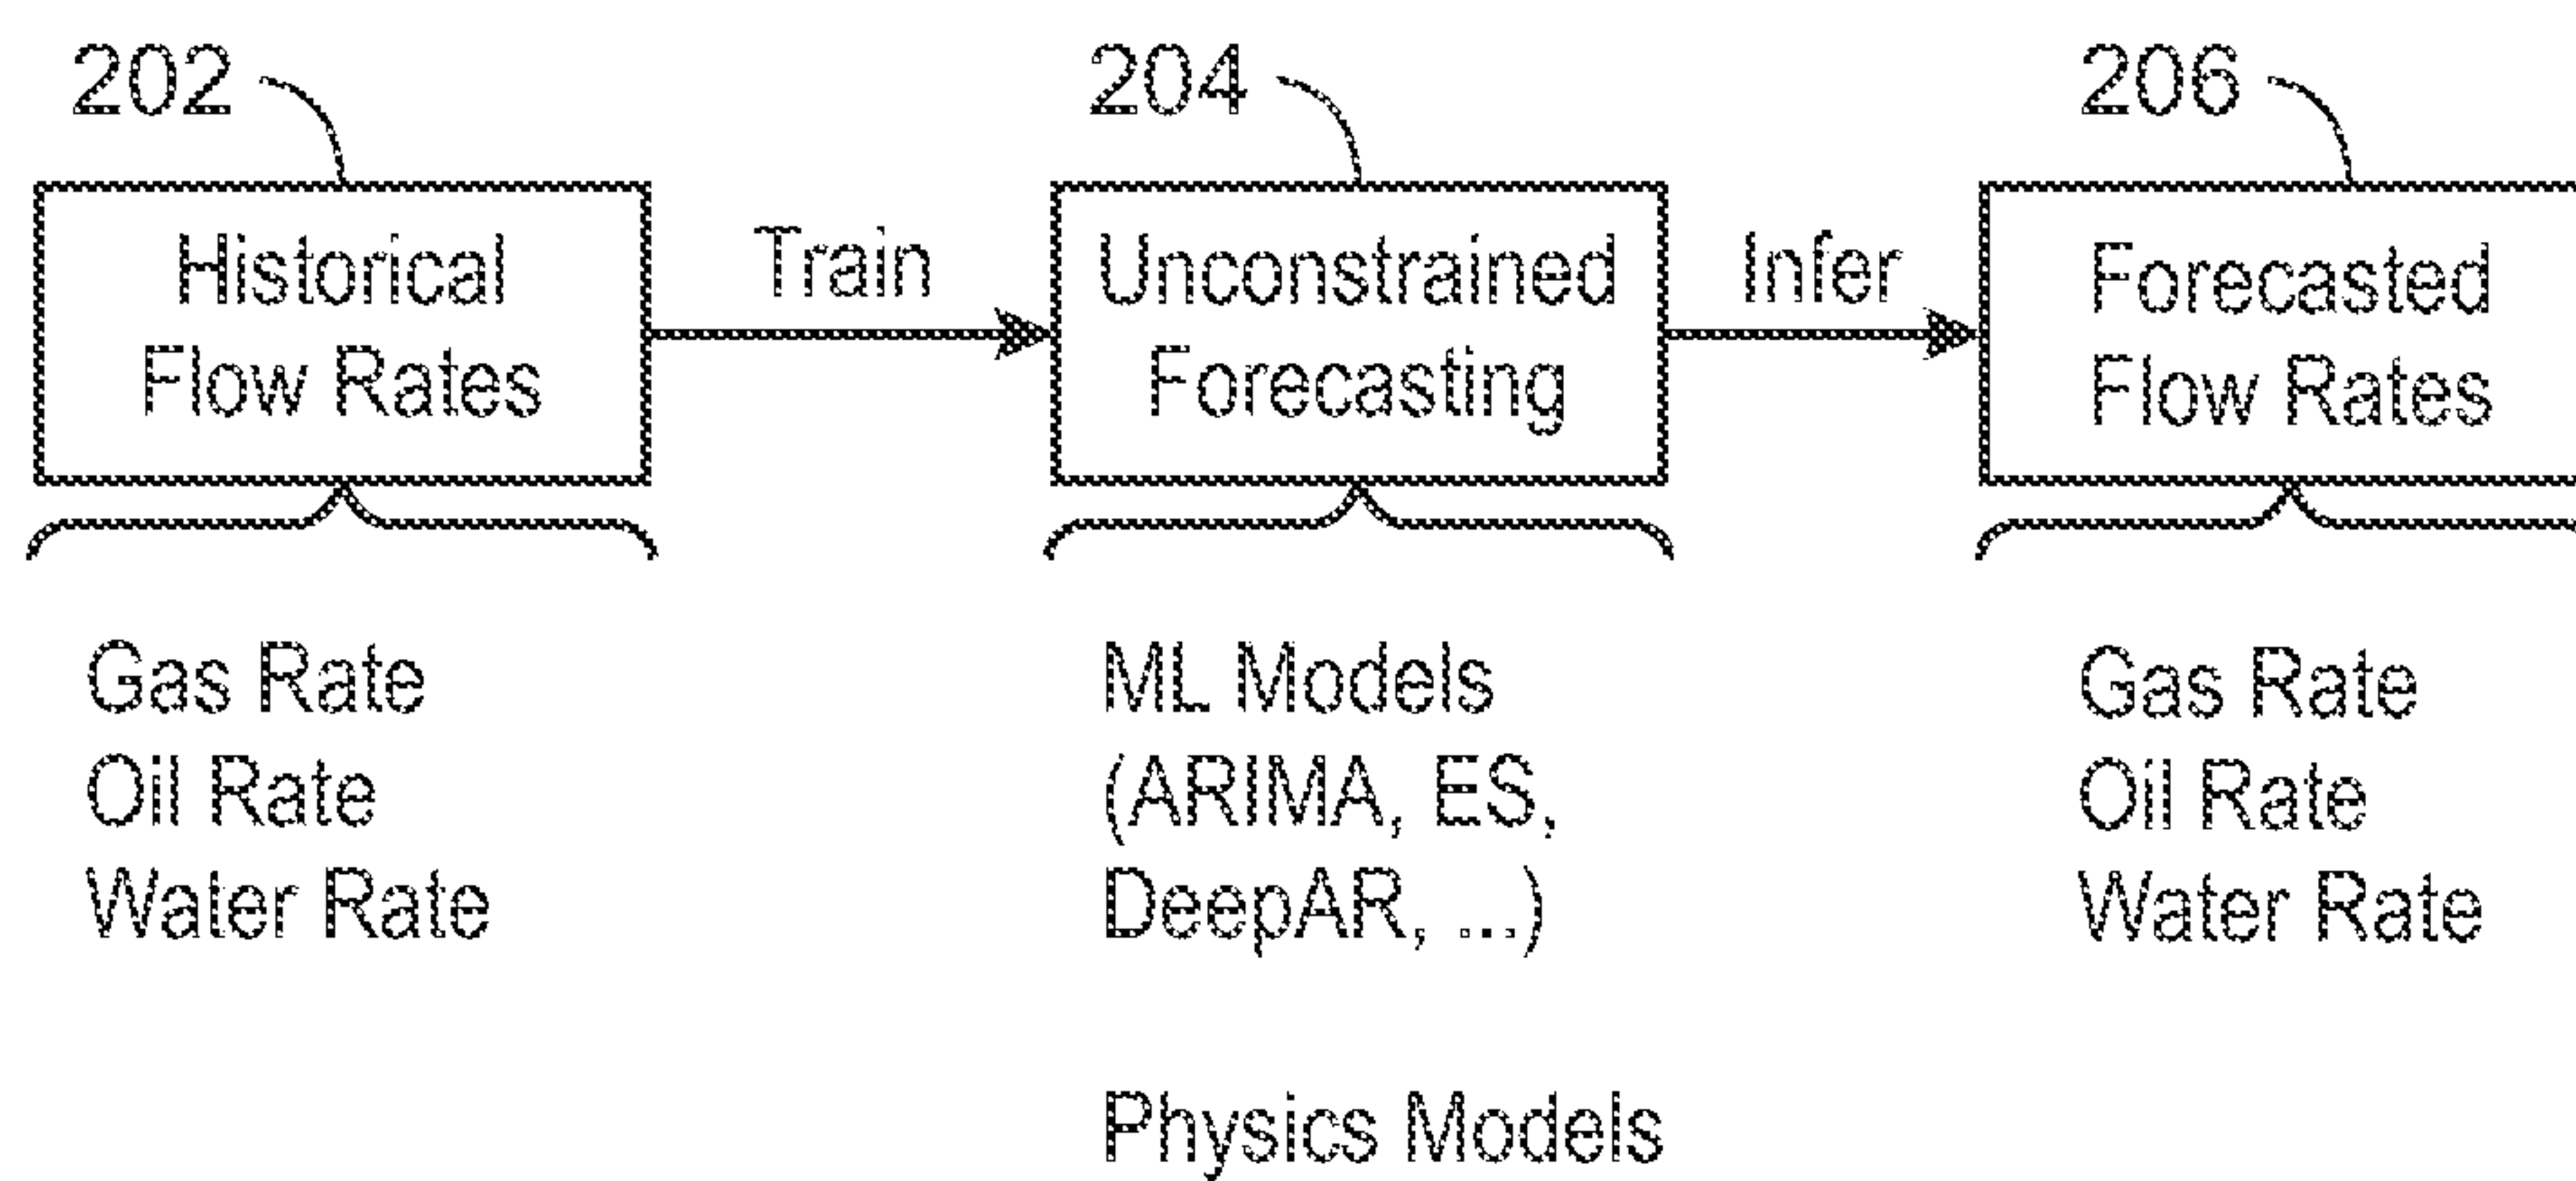 202
204
206
Historical
Flow Rates
Train
Unconstrained
Forecasting
Infer
Forecasted
Flow Rates
Gas Rate
Oil Rate
Water Rate
ML Models
(ARIMA, ES,
DeepAR, ...)
Physics Models
Gas Rate
Oil Rate
Water Rate